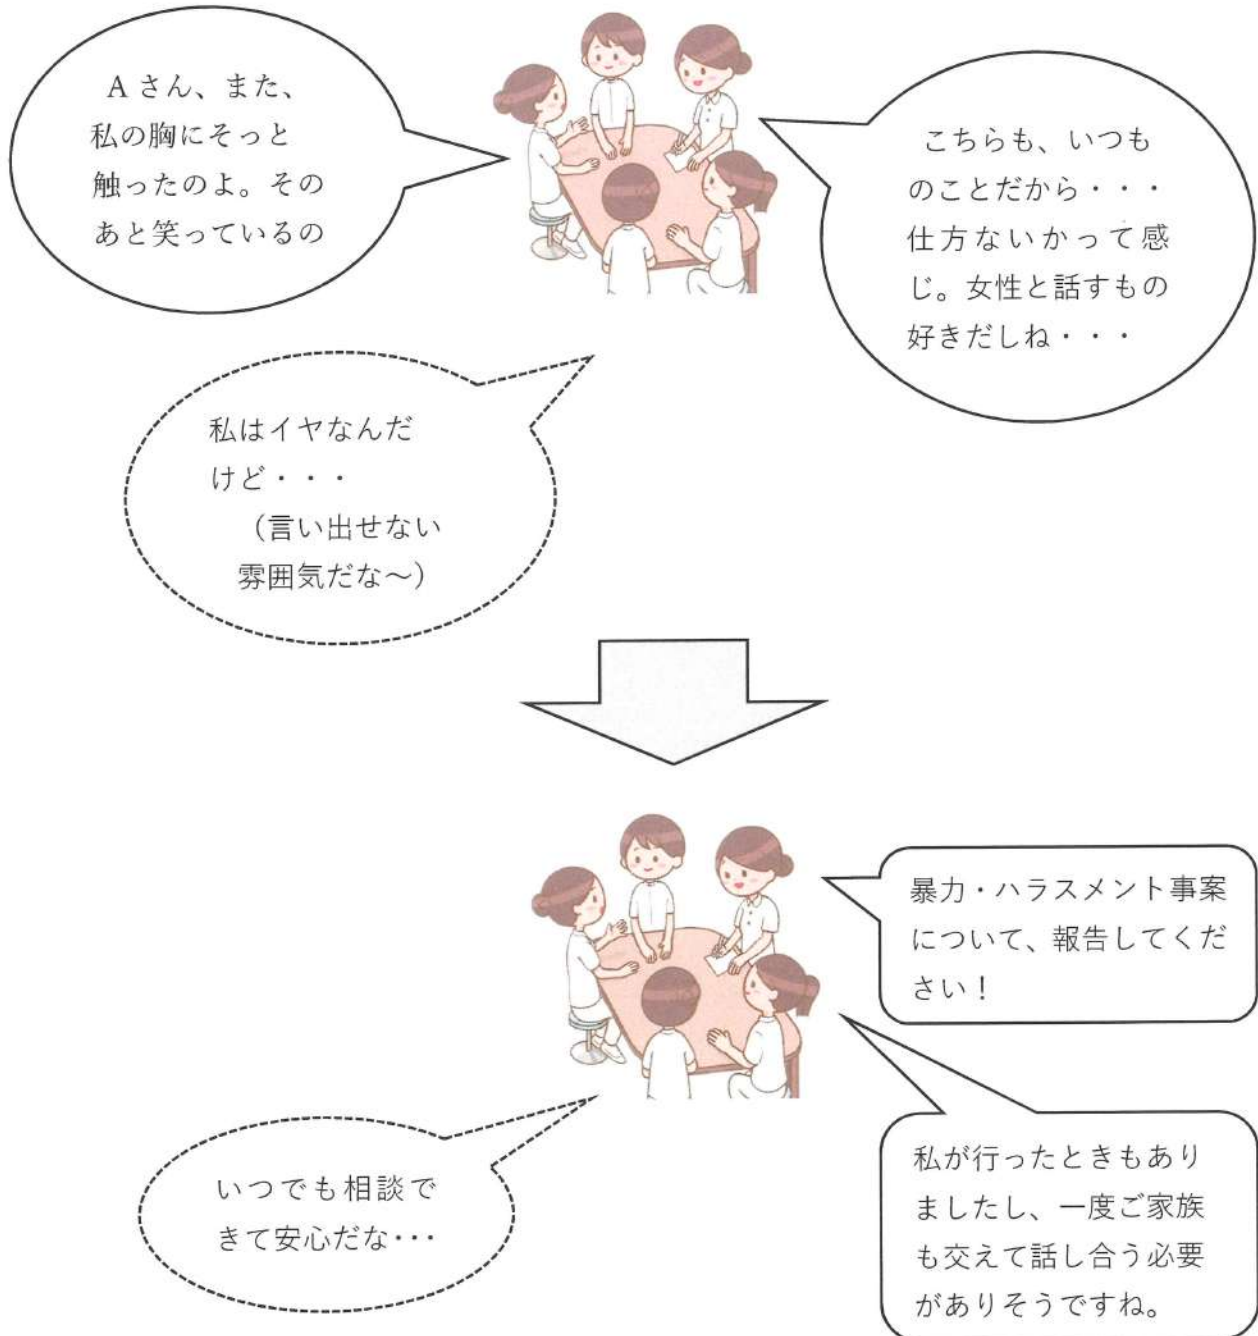 Aさん、また、
私の胸にそっと
触ったのよ。その
あと笑っているの
こちらも、いつも
のことだから・・・
仕方ないかって感
じ。女性と話すもの
好きだしね・・・
私はイヤなんだ
けど・・・
（言い出せない
雰囲気だな～）
暴力・ハラスメント事案
について、報告してくだ
さい！
私が行ったときもあり
ましたし、一度ご家族
も交えて話し合う必要
がありそうですね。
いつでも相談で
きて安心だな・・・